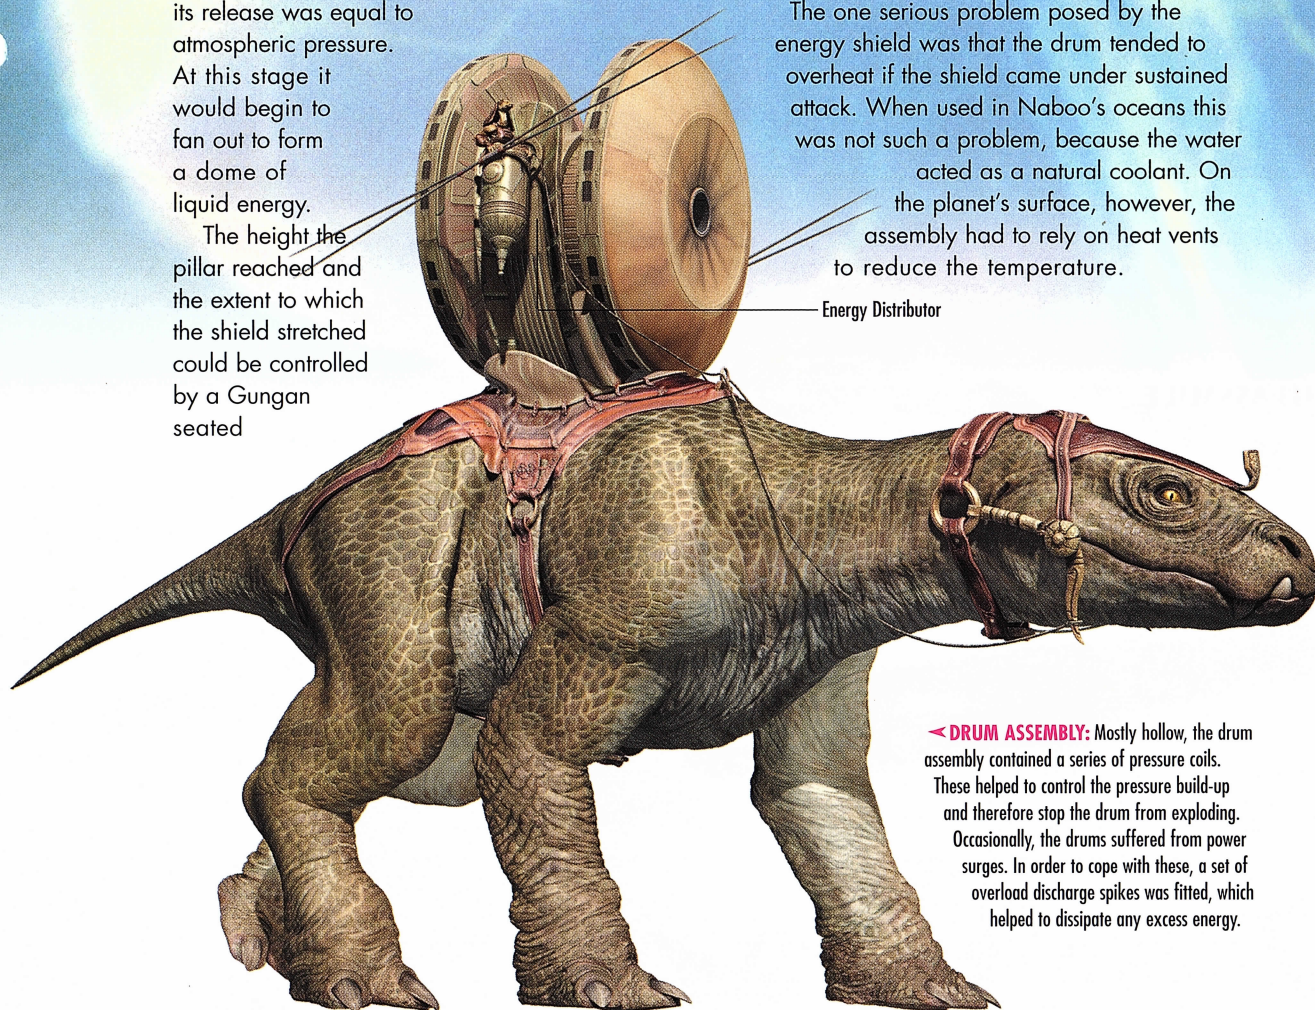 its release was equal to
atmospheric pressure.
At this stage it
would begin to
fan out to form
a dome of
liquid energy.
The height the
pillar reached and
the extent to which
the shield stretched
could be controlled
by a Gungan
seated
The one serious problem posed by the
energy shield was that the drum tended to
overheat if the shield came under sustained
attack. When used in Naboo’s oceans this
was not such a problem, because the water
acted as a natural coolant. On
the planet’s surface, however, the
assembly had to rely on heat vents
to reduce the temperature.
Energy Distributor
DRUM ASSEMBLY: Mostly hollow, the drum
assembly contained a series of pressure coils.
These helped to control the pressure build-up
and therefore stop the drum from exploding.
Occasionally, the drums suffered from power
surges. In order to cope with these, a set of
overload discharge spikes was fitted, which
helped to dissipate any excess energy.